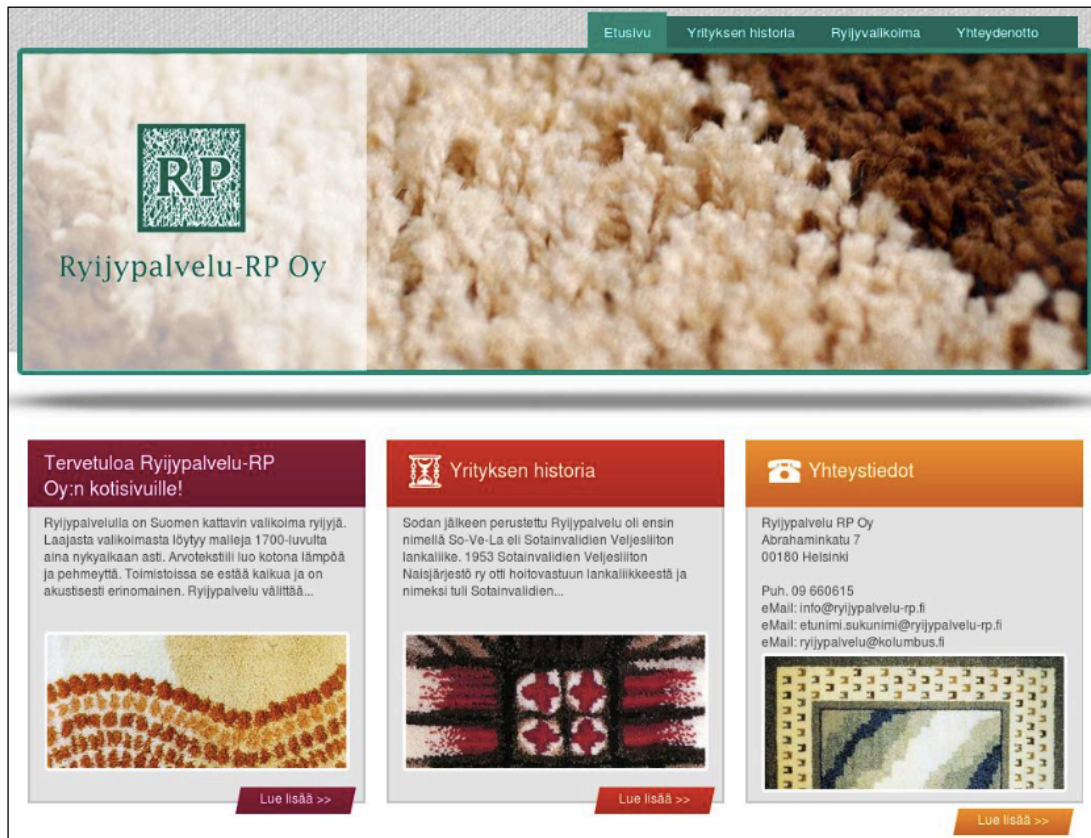 Etusivu Yrityksen historia Ryijyvalikoima Yhteydenotto
RP
Ryijypalvelu-RP Oy
Tervetuloa Ryijypalvelu-RP
Oy:n kotisivuille!
Ryijypalvelulla on Suomen kattavin valikoima ryijyjä.
Laajasta valikoimasta löytyy malleja 1700-luvulta
aina nykyaikaan asti. Arvotekstiili luo kotona lämpöä
ja pehmeyttä. Toimistoissa se estää kaikua ja on
akustisesti erinomainen. Ryijypalvelu välittää...
Lue lisää >>
Yrityksen historia
Sodan jälkeen perustettu Ryijypalvelu oli ensin
nimellä So-Ve-La eli Sotainvalidien Veljesliiton
lankaliike. 1953 Sotainvalidien Veljesliiton
Naisjärjestö ry otti hoitovastuun lankaliikkeestä ja
nimeksi tuli Sotainvalidien...
Lue lisää >>
Yhteystiedot
Ryijypalvelu RP Oy
Abrahaminkatu 7
00180 Helsinki
Puh. 09 660615
eMail: info@ryijypalvelu-rp.fi
eMail: etunimi.sukunimi@ryijypalvelu-rp.fi
eMail: ryijypalvelu@kolumbus.fi
Lue lisää >>